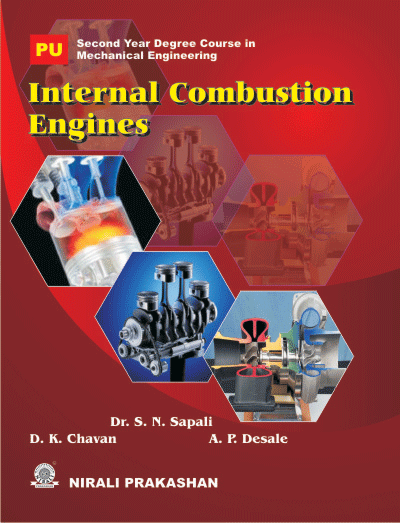 PU
Second Year Degree Course in
Mechanical Engineering
Internal Combustion
Engines
Dr. S. N. Sapali
D. K. Chavan A. P. Desale
NIRALI PRAKASHAN